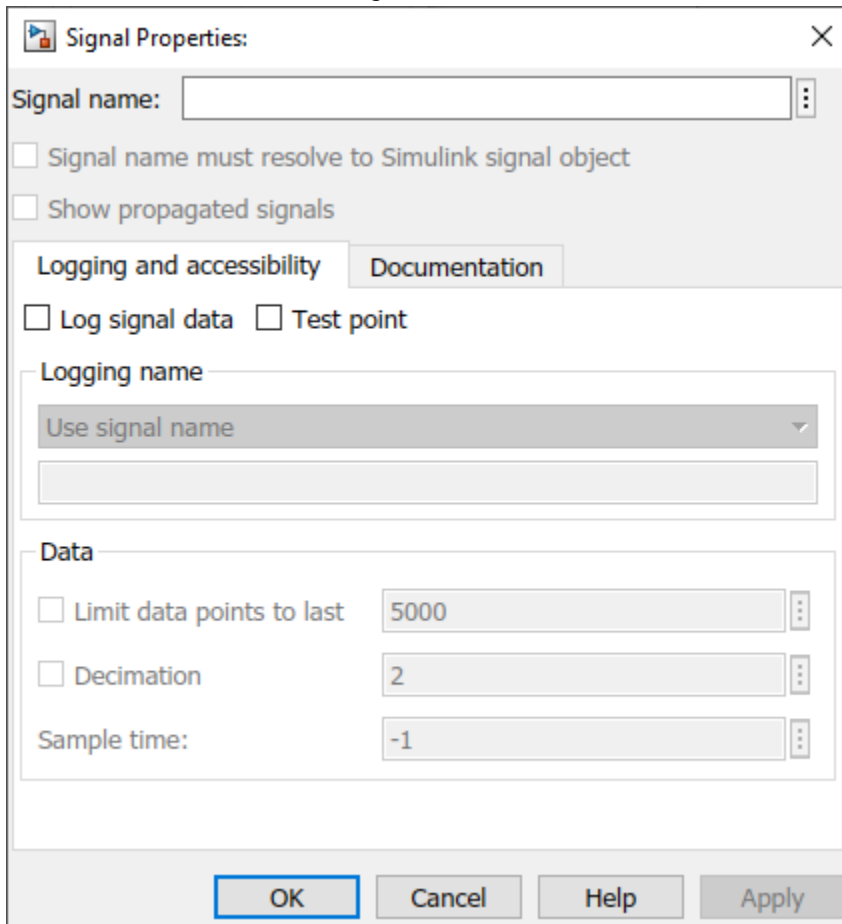 Signal Properties:
Signal name:
Signal name must resolve to Simulink signal object
Show propagated signals
Logging and accessibility Documentation
Log signal data Test point
Logging name
Use signal name
Data
Limit data points to last 5000
Decimation 2
Sample time: -1
OK Cancel Help Apply